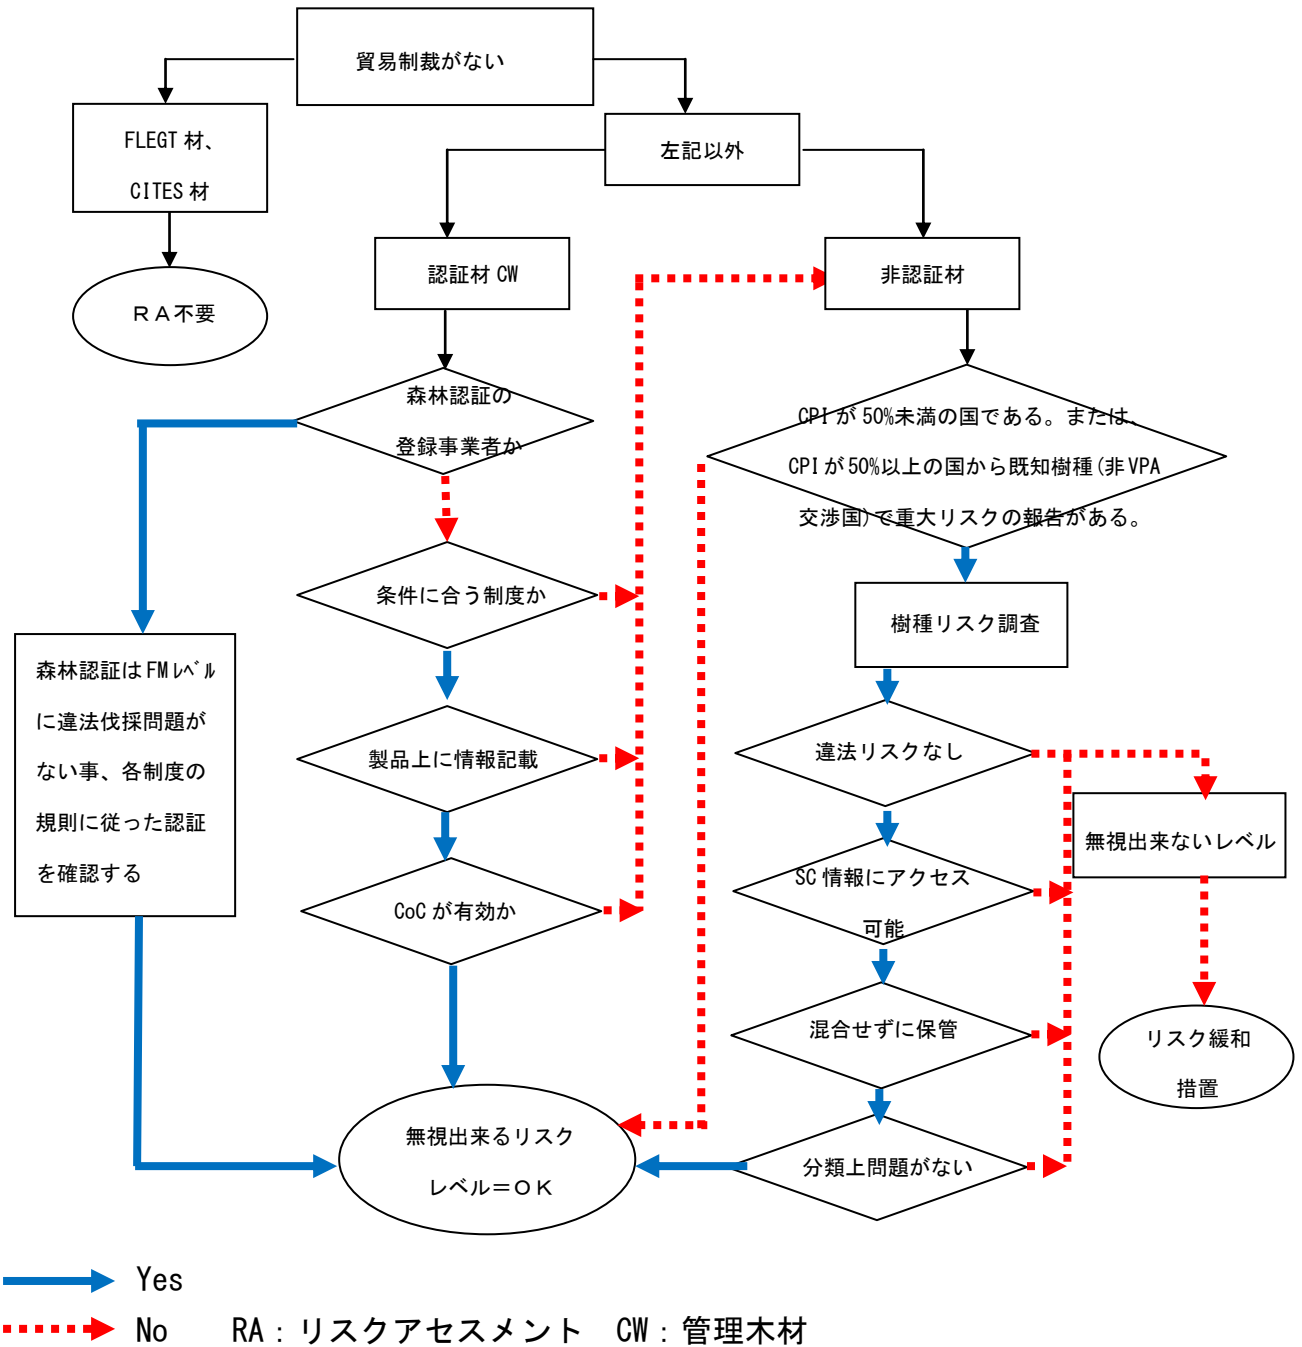 貿易制裁がない
FLEGT 材、
CITES 材
左記以外
ＲＡ不要
認証材 CW
非認証材
森林認証の
登録事業者か
CPI が 50%未満の国である。または、
CPI が 50%以上の国から既知樹種(非 VPA
交渉国)で重大リスクの報告がある。
条件に合う制度か
樹種リスク調査
森林認証は FM ﾚﾍﾞﾙ
に違法伐採問題が
ない事、各制度の
規則に従った認証
を確認する
製品上に情報記載
違法リスクなし
無視出来ないレベル
CoC が有効か
SC 情報にアクセス
可能
混合せずに保管
リスク緩和
措置
無視出来るリスク
レベル＝ＯＫ
分類上問題がない
Yes
No RA：リスクアセスメント CW：管理木材